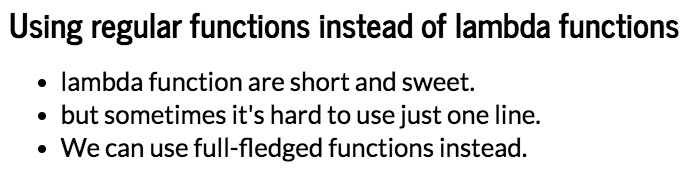 Using regular functions instead of lambda functions
• lambda function are short and sweet.
• but sometimes it's hard to use just one line.
• We can use full-fledged functions instead.